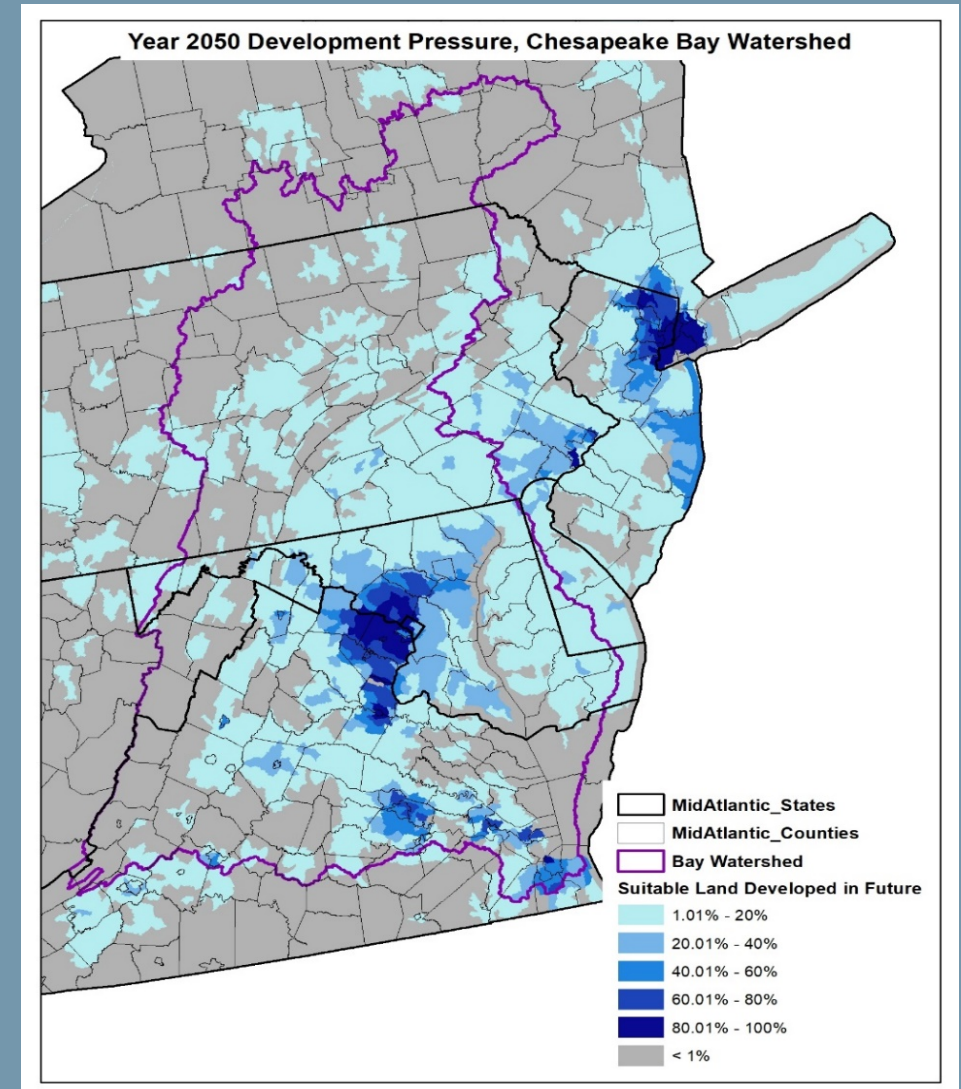 Year 2050 Development Pressure, Chesapeake Bay Watershed
MidAtlantic_States
MidAtlantic_Counties
Bay Watershed
Suitable Land Developed in Future
1.01% - 20%
20.01% - 40%
40.01% - 60%
60.01% - 80%
80.01% - 100%
< 1%